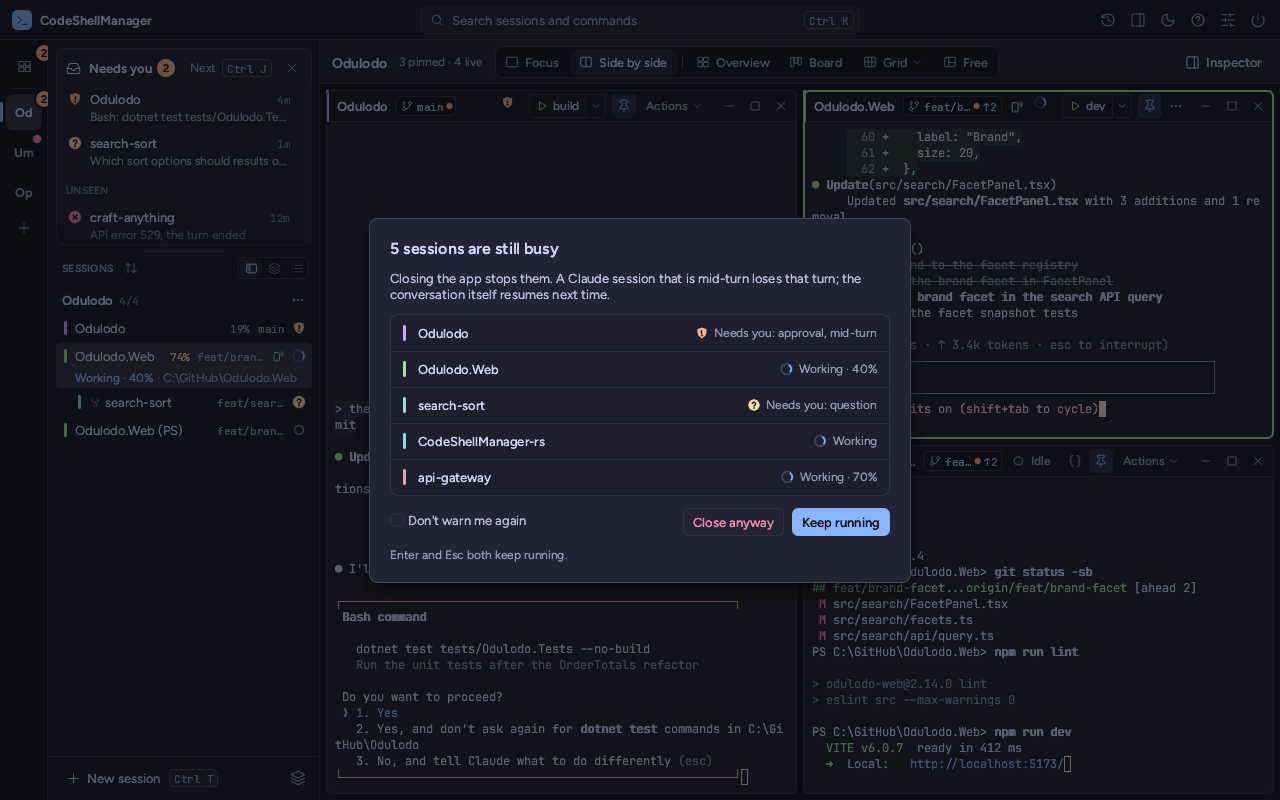 CodeShellManager
Search sessions and commands
Ctrl K
Needs you 2 Next Ctrl J
2
Odulodo 4m
Bash: dotnet test tests/Odulodo.Te…
search-sort 1m
Which sort options should results o…
UNSEEN
craft-anything 12m
API error 529, the turn ended
2
Od
Um
Op
SESSIONS
Odulodo 4/4
Odulodo 19% main
Odulodo.Web 74% feat/bran…
Working · 40% · C:\GitHub\Odulodo.Web
search-sort feat/sear…
Odulodo.Web (PS) feat/bran…
New session Ctrl T
Odulodo 3 pinned · 4 live
Focus
Side by side
Overview
Board
Grid
Free
Inspector
Odulodo main build Actions
> the
mit
Upd
tions
I'l
Bash command
dotnet test tests/Odulodo.Tests --no-build
Run the unit tests after the OrderTotals refactor
Do you want to proceed?
❯ 1. Yes
2. Yes, and don't ask again for dotnet test commands in C:\Gi
tHub\Odulodo
3. No, and tell Claude what to do differently (esc)
Odulodo.Web feat/b… ↑2 dev
60 + label: "Brand",
61 + size: 20,
62 + },
Update(src/search/FacetPanel.tsx)
Updated src/search/FacetPanel.tsx with 3 additions and 1 re
moval
()
nd to the facet registry
the brand facet in FacetPanel
brand facet in the search API query
the facet snapshot tests
s · ↑ 3.4k tokens · esc to interrupt)
its on (shift+tab to cycle)
fea… ↑2 Idle {} Actions
.4
dulodo.Web> git status -sb
## feat/brand-facet...origin/feat/brand-facet [ahead 2]
M src/search/FacetPanel.tsx
M src/search/facets.ts
M src/search/api/query.ts
PS C:\GitHub\Odulodo.Web> npm run lint
> odulodo-web@2.14.0 lint
> eslint src --max-warnings 0
PS C:\GitHub\Odulodo.Web> npm run dev
VITE v6.0.7 ready in 412 ms
➜ Local: http://localhost:5173/
5 sessions are still busy
Closing the app stops them. A Claude session that is mid-turn loses that turn; the
conversation itself resumes next time.
Odulodo Needs you: approval, mid-turn
Odulodo.Web Working · 40%
search-sort Needs you: question
CodeShellManager-rs Working
api-gateway Working · 70%
Don't warn me again
Close anyway
Keep running
Enter and Esc both keep running.